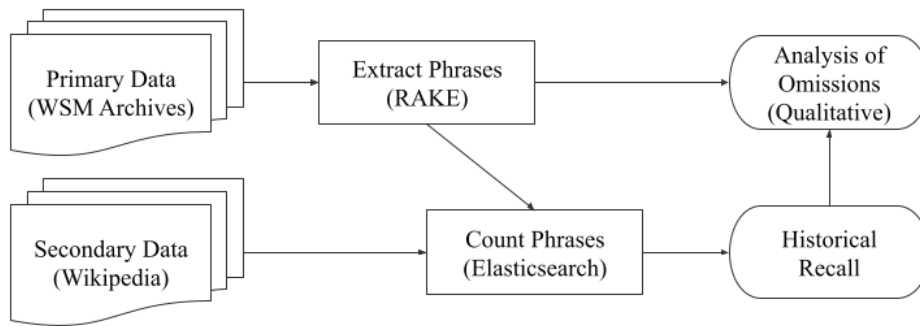 Primary Data
(WSM Archives)
Extract Phrases
(RAKE)
Analysis of
Omissions
(Qualitative)
Secondary Data
(Wikipedia)
Count Phrases
(Elasticsearch)
Historical
Recall